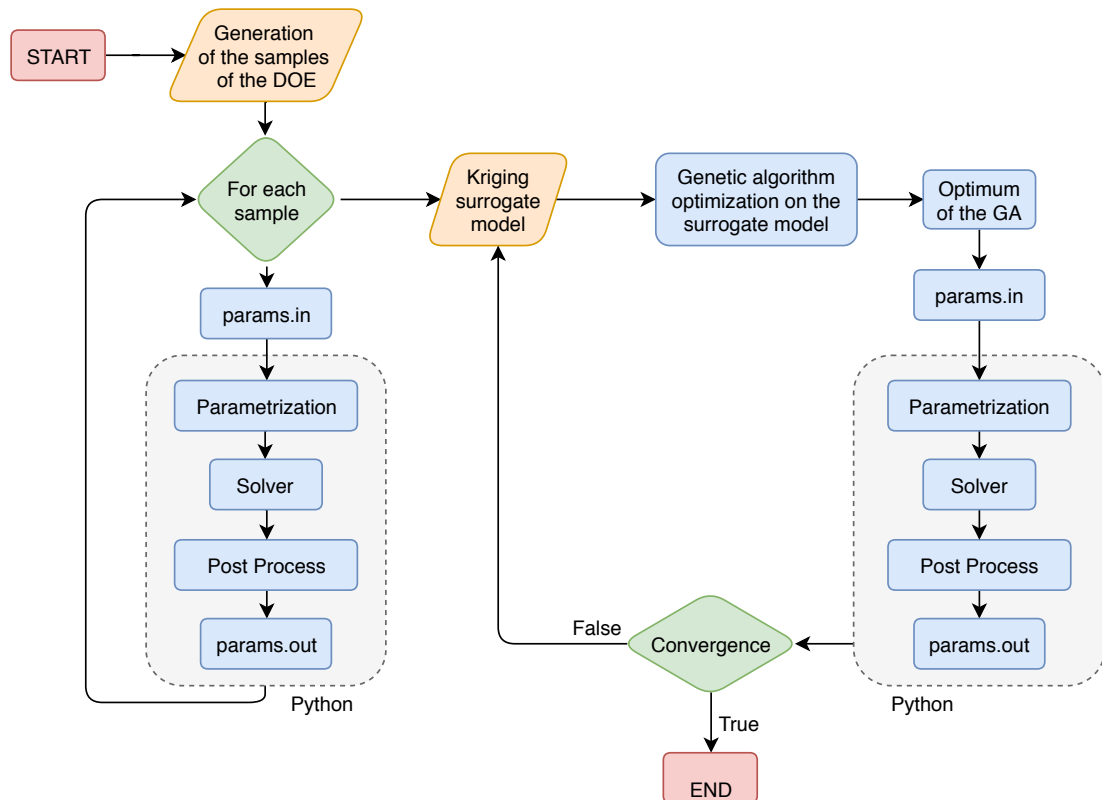 START
Generation
of the samples
of the DOE
For each
sample
Kriging
surrogate
model
Genetic algorithm
optimization on the
surrogate model
Optimum
of the GA
params.in
Parametrization
Solver
Post Process
params.out
Python
params.in
Parametrization
Solver
Post Process
params.out
Python
Convergence
False
True
END